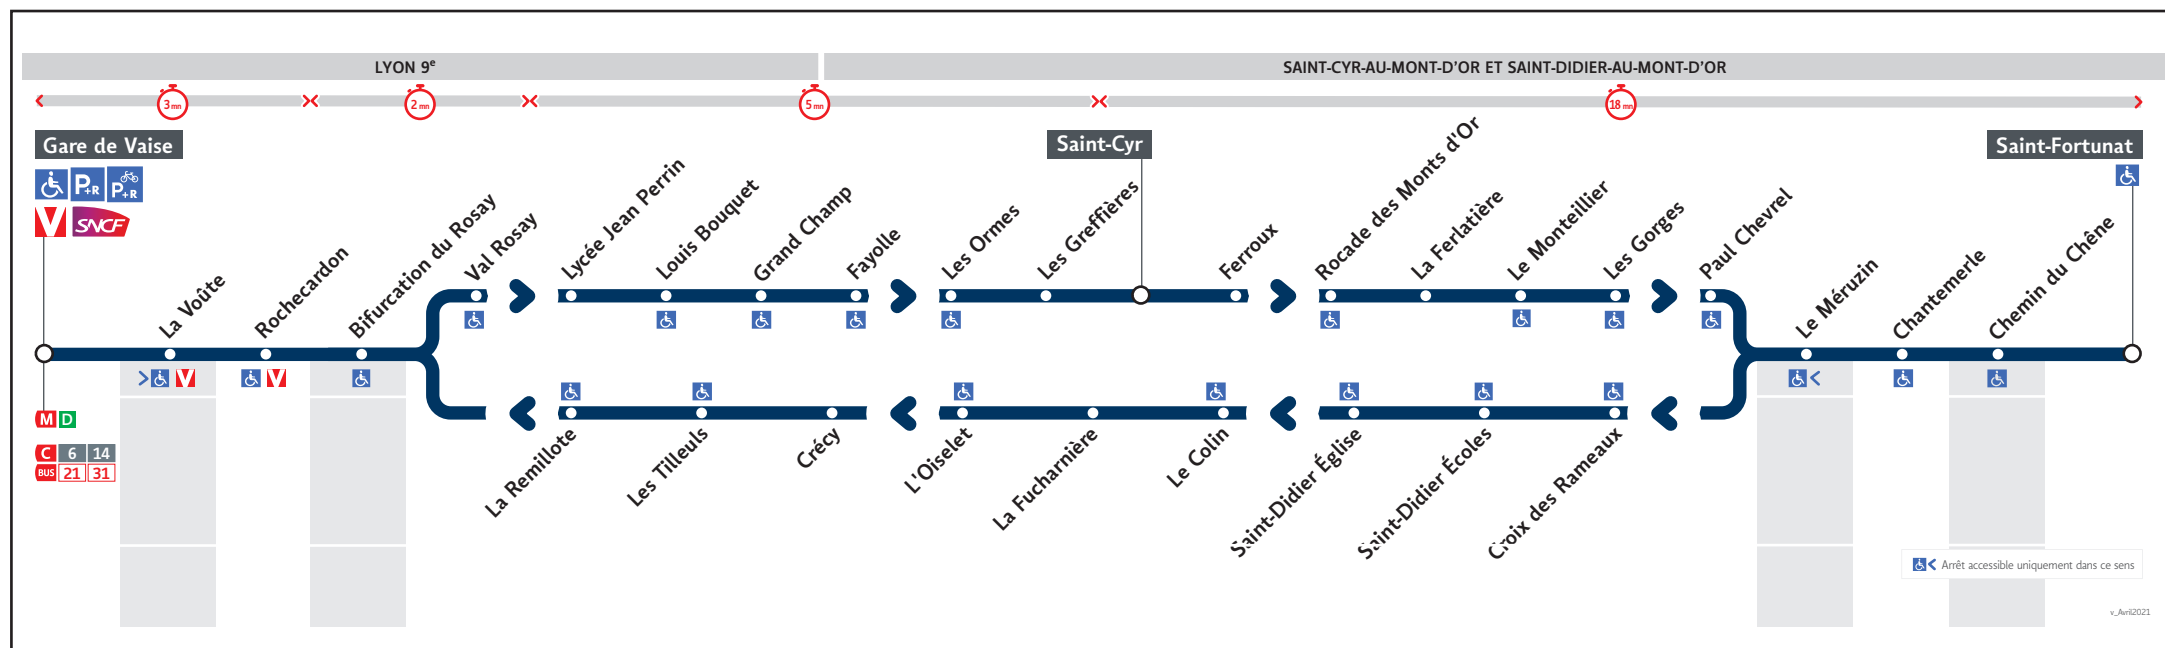 LYON 9e
SAINT-CYR-AU-MONT-D'OR ET SAINT-DIDIER-AU-MONT-D'OR
3 mn
2 mn
5 mn
18 mn
Gare de Vaise
Saint-Cyr
Saint-Fortunat
P+R
P+R
V
SNCF
La Voûte
Rochecardon
Bifurcation du Rosay
Val Rosay
Lycée Jean Perrin
Louis Bouquet
Grand Champ
Fayolle
Les Ormes
Les Greffières
Ferroux
Rocade des Monts d'Or
La Ferlatière
Le Monteillier
Les Gorges
Paul Chevrel
Le Méruzin
Chantemerle
Chemin du Chêne
V
V
M D
C 6 14
BUS 21 31
La Remillote
Les Tilleuls
Crécy
L'Oiselet
La Fucharnière
Le Colin
Saint-Didier Église
Saint-Didier Écoles
Croix des Rameaux
Arrêt accessible uniquement dans ce sens
v_Avril2021